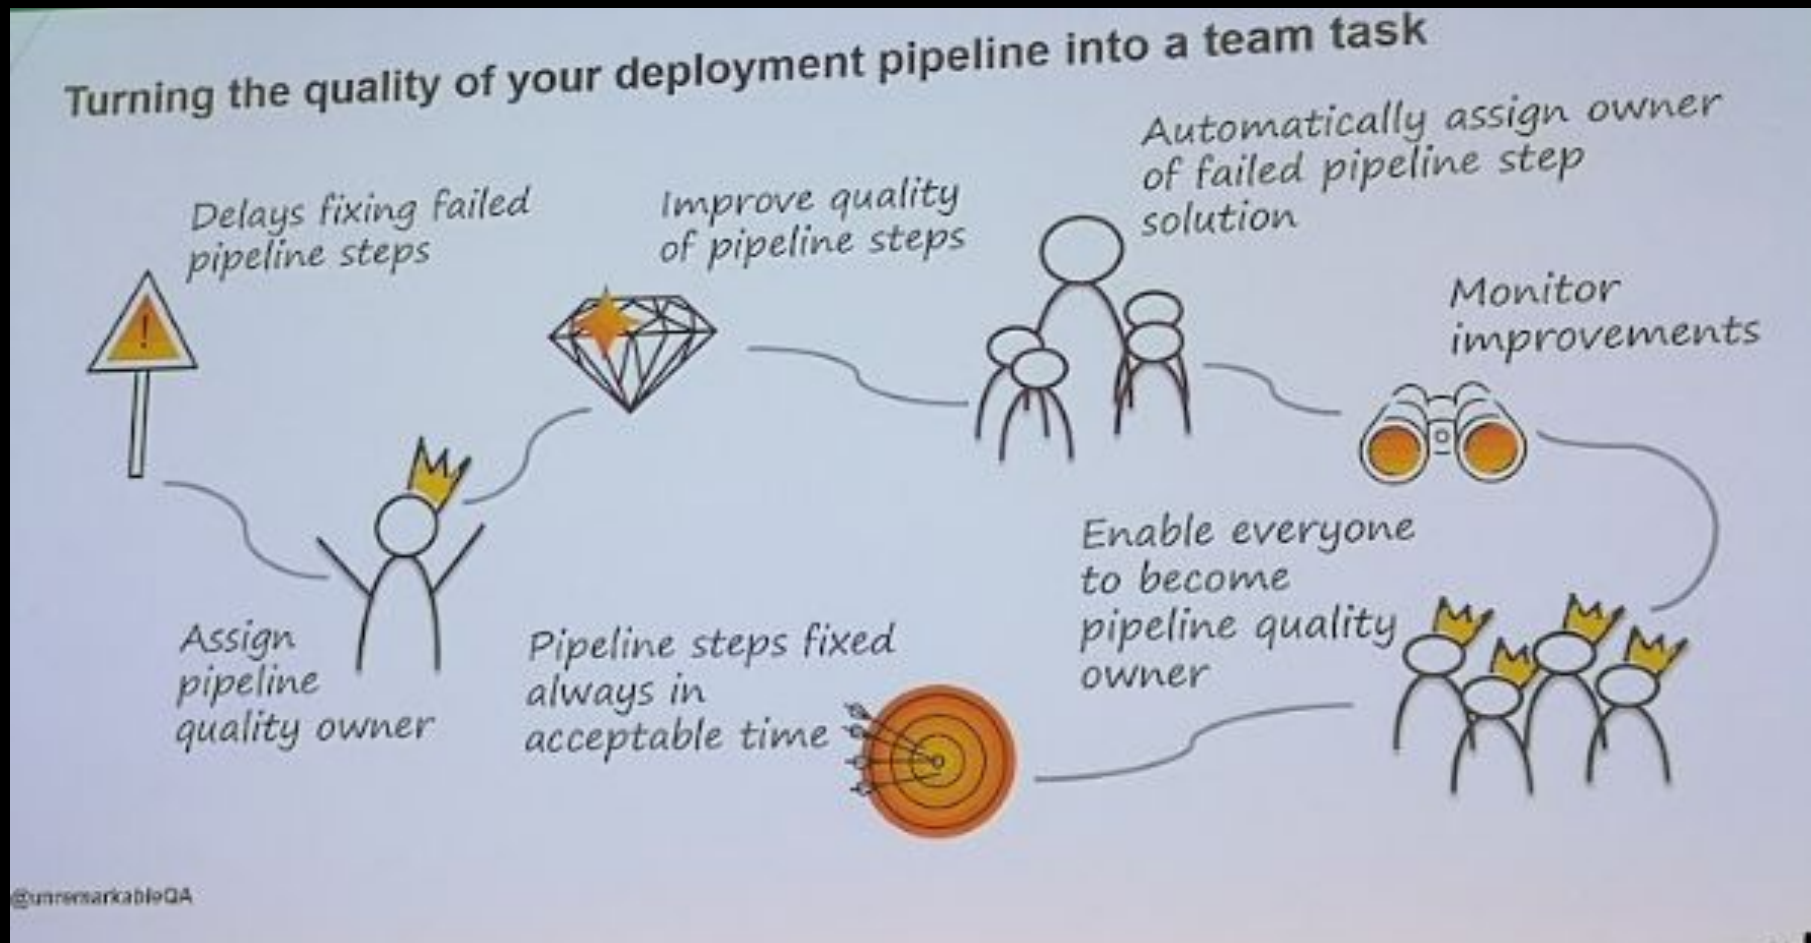 Turning the quality of your deployment pipeline into a team task
Delays fixing failed
pipeline steps
Assign
pipeline
quality owner
Improve quality
of pipeline steps
Automatically assign owner
of failed pipeline step
solution
Monitor
improvements
Enable everyone
to become
pipeline quality
owner
Pipeline steps fixed
always in
acceptable time
@unremarkableQA